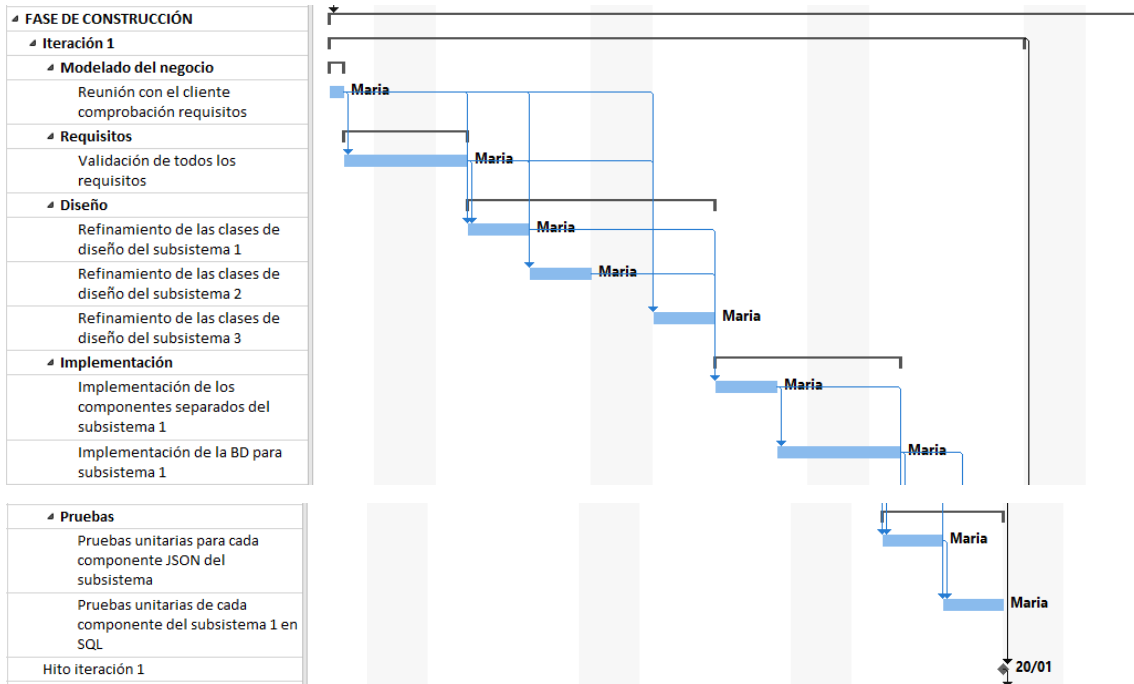 FASE DE CONSTRUCCIÓN
Iteración 1
Modelado del negocio
Reunión con el cliente
comprobación requisitos
Maria
Requisitos
Validación de todos los
requisitos
Maria
Diseño
Refinamiento de las clases de
diseño del subsistema 1
Maria
Refinamiento de las clases de
diseño del subsistema 2
Maria
Refinamiento de las clases de
diseño del subsistema 3
Maria
Implementación
Implementación de los
componentes separados del
subsistema 1
Maria
Implementación de la BD para
subsistema 1
Maria
Pruebas
Pruebas unitarias para cada
componente JSON del
subsistema
Maria
Pruebas unitarias de cada
componente del subsistema 1 en
SQL
Maria
Hito iteración 1
20/01